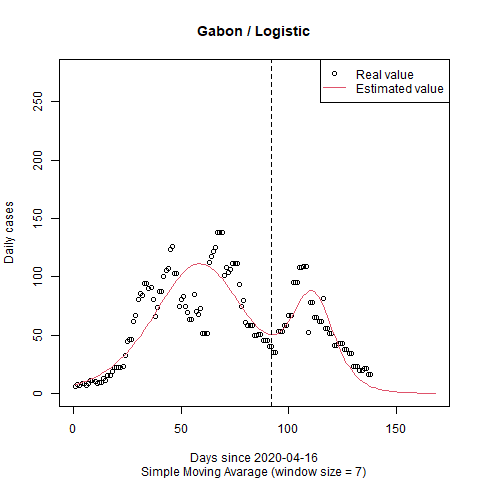 Gabon / Logistic
Real value
Estimated value
Daily cases
0
50
100
150
200
250
0
50
100
150
Days since 2020-04-16
Simple Moving Avarage (window size = 7)